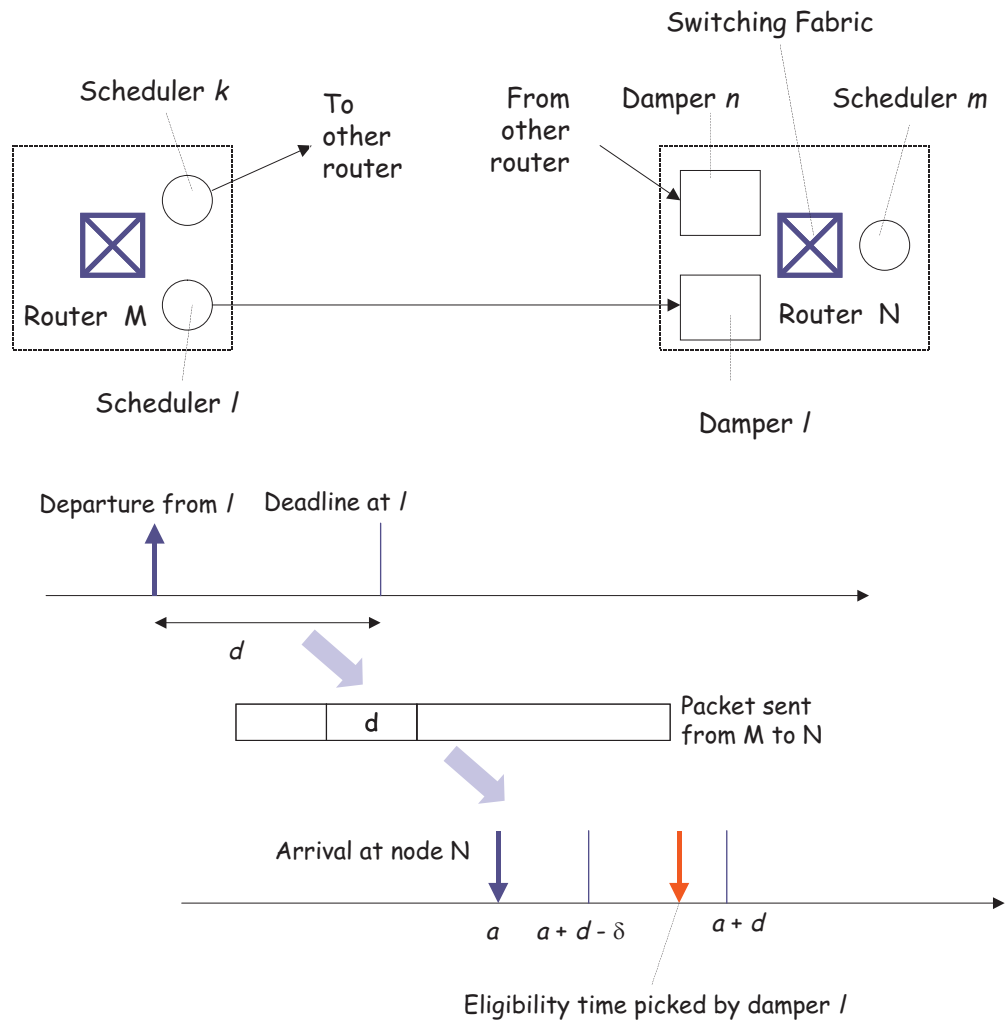 Switching Fabric
Scheduler k
To
other
router
From
other
router
Damper n
Scheduler m
Router M
Router N
Scheduler l
Damper l
Departure from l
Deadline at l
d
d
Packet sent
from M to N
Arrival at node N
a
a + d - δ
a + d
Eligibility time picked by damper l